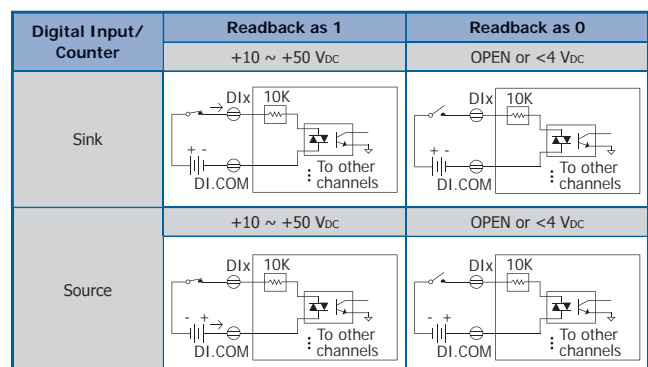 Digital Input/
Counter
Readback as 1
Readback as 0
+10 ~ +50 VDC
OPEN or <4 VDC
Sink
DIx 10K
+ -
DI.COM
To other
channels
DIx 10K
+ -
DI.COM
To other
channels
+10 ~ +50 VDC
OPEN or <4 VDC
Source
DIx 10K
- +
DI.COM
To other
channels
DIx 10K
- +
DI.COM
To other
channels